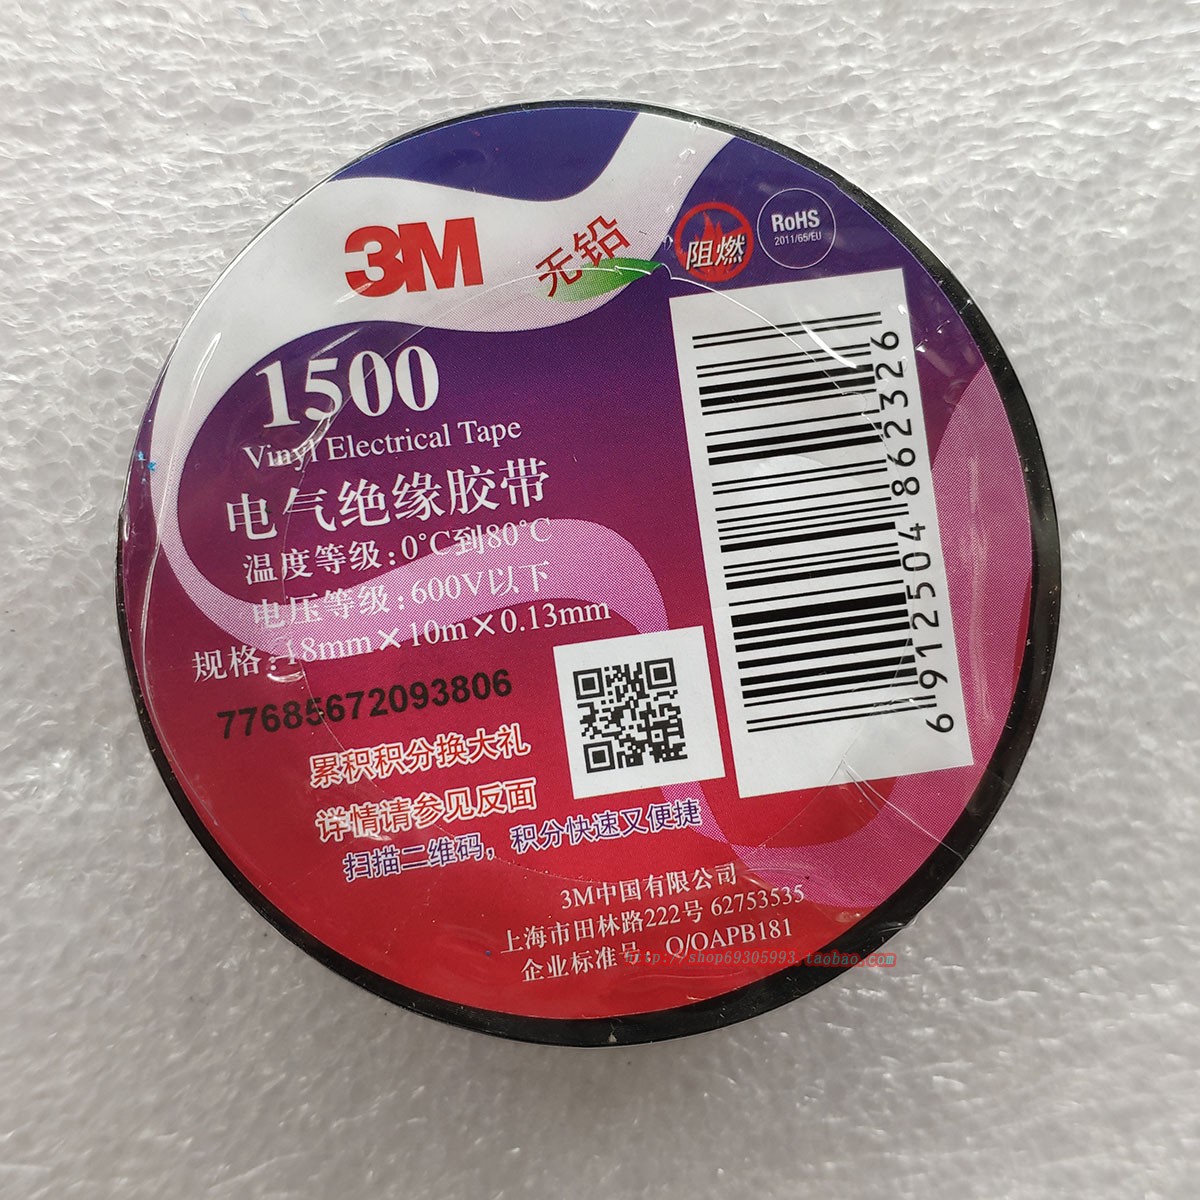 3M
无铅
阻燃
RoHS
2011/65/EU
1500
Vinyl Electrical Tape
电气绝缘胶带
温度等级:0°C到80°C
电压等级:600V以下
规格:18mm×10m×0.13mm
77685672093806
累积积分换大礼
详情请参见反面
扫描二维码，积分快速又便捷
6912504862326
3M中国有限公司
上海市田林路222号 62753535
企业标准号：Q/OAPB181
http://shop69305993.taobao.com